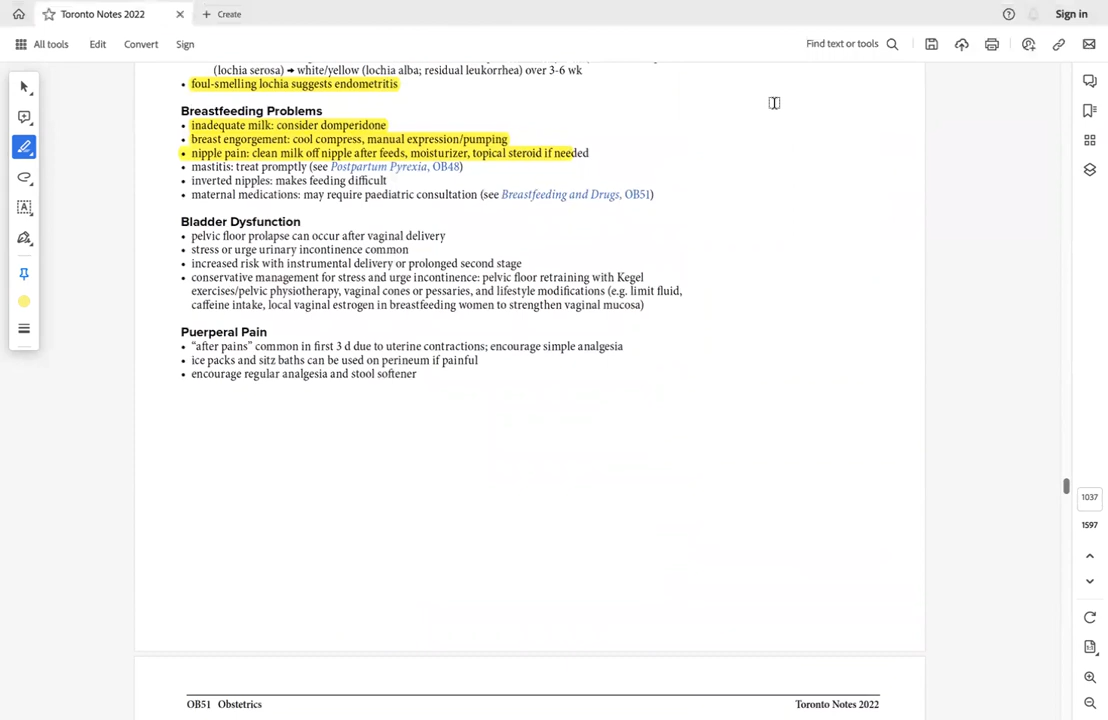 Toronto Notes 2022
Create
Sign in
All tools
Edit
Convert
Sign
Find text or tools
(lochia serosa) → white/yellow (lochia alba; residual leukorrhea) over 3-6 wk
• foul-smelling lochia suggests endometritis
Breastfeeding Problems
• inadequate milk: consider domperidone
• breast engorgement: cool compress, manual expression/pumping
• nipple pain: clean milk off nipple after feeds, moisturizer, topical steroid if needed
• mastitis: treat promptly (see Postpartum Pyrexia, OB48)
• inverted nipples: makes feeding difficult
• maternal medications: may require paediatric consultation (see Breastfeeding and Drugs, OB51)
Bladder Dysfunction
• pelvic floor prolapse can occur after vaginal delivery
• stress or urge urinary incontinence common
• increased risk with instrumental delivery or prolonged second stage
• conservative management for stress and urge incontinence: pelvic floor retraining with Kegel
exercises/pelvic physiotherapy, vaginal cones or pessaries, and lifestyle modifications (e.g. limit fluid,
caffeine intake, local vaginal estrogen in breastfeeding women to strengthen vaginal mucosa)
Puerperal Pain
• “after pains” common in first 3 d due to uterine contractions; encourage simple analgesia
• ice packs and sitz baths can be used on perineum if painful
• encourage regular analgesia and stool softener
1037
1597
OB51 Obstetrics
Toronto Notes 2022